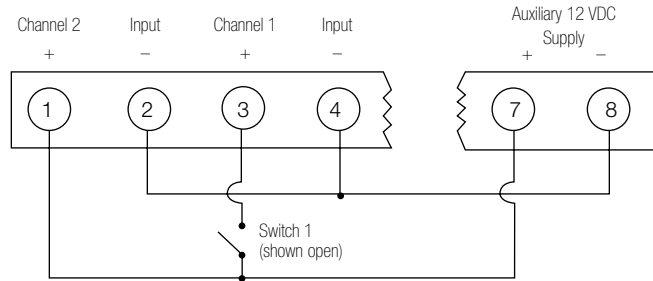 Channel 2 Input Channel 1 Input Auxiliary 12 VDC
Supply
+ – + – + –
1 2 3 4 7 8
Switch 1
(shown open)